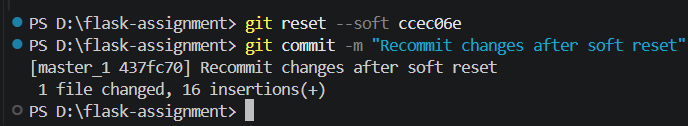 PS D:\flask-assignment> git reset --soft ccec06e
PS D:\flask-assignment> git commit -m "Recommit changes after soft reset"
[master_1 437fc70] Recommit changes after soft reset
 1 file changed, 16 insertions(+)
PS D:\flask-assignment>